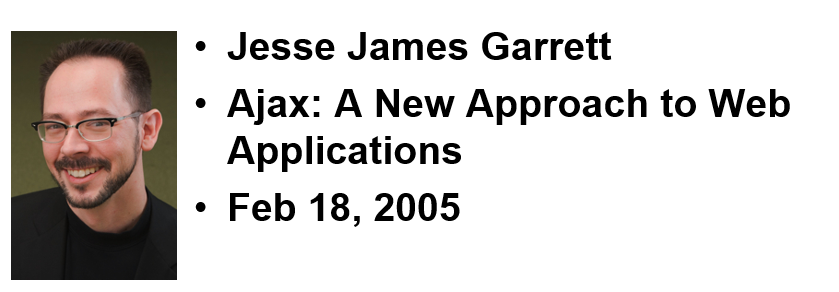 • Jesse James Garrett
• Ajax: A New Approach to Web
Applications
• Feb 18, 2005